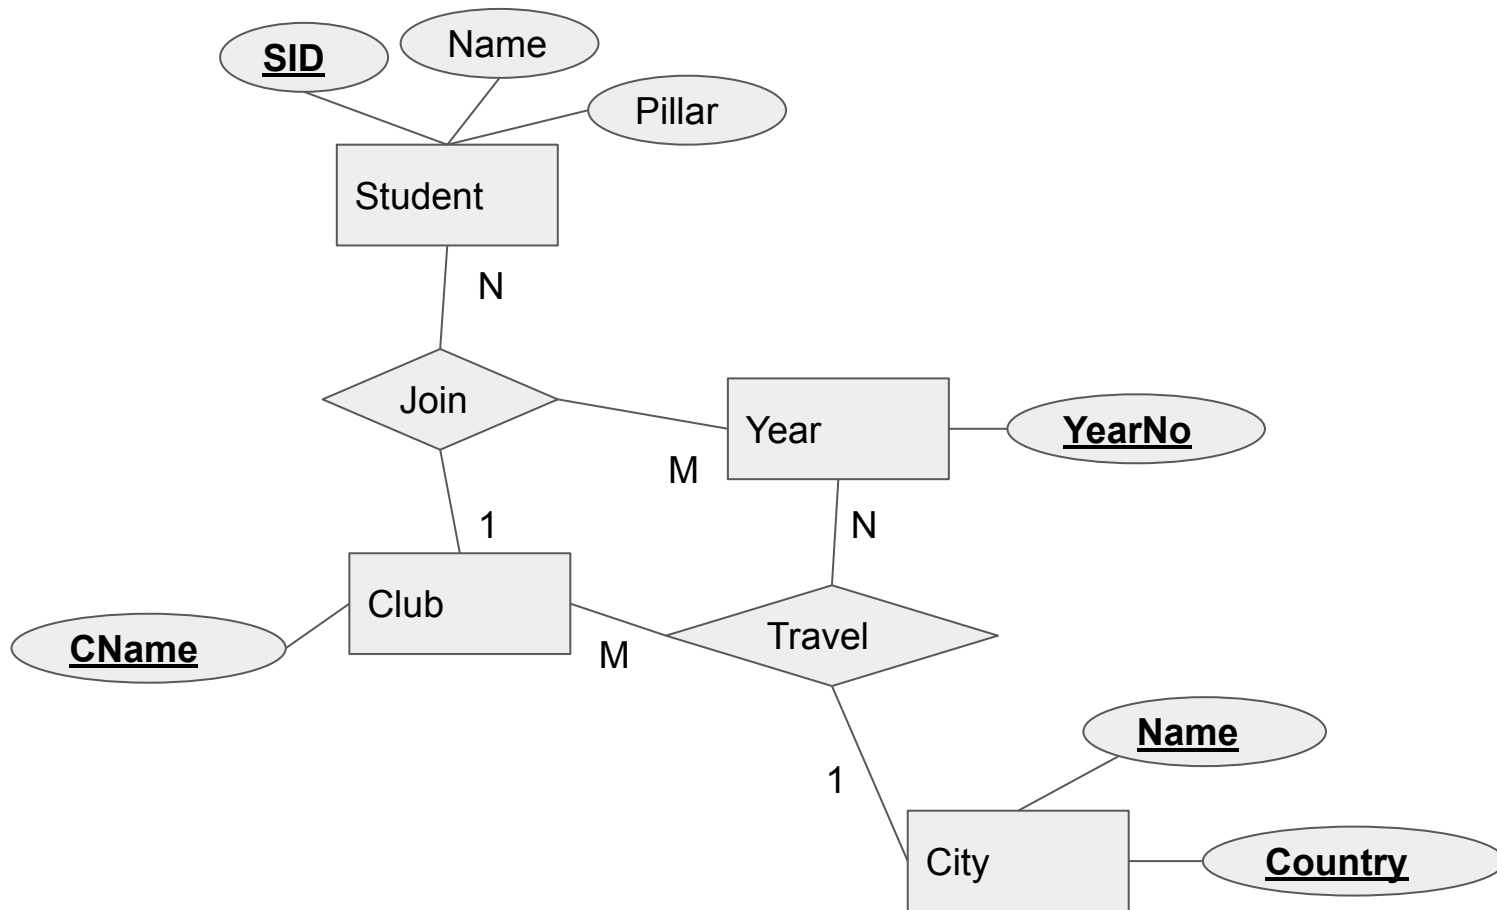 SID
Name
Pillar
Student
N
Join
Year
YearNo
M
1
N
Club
Travel
CName
M
Name
1
City
Country